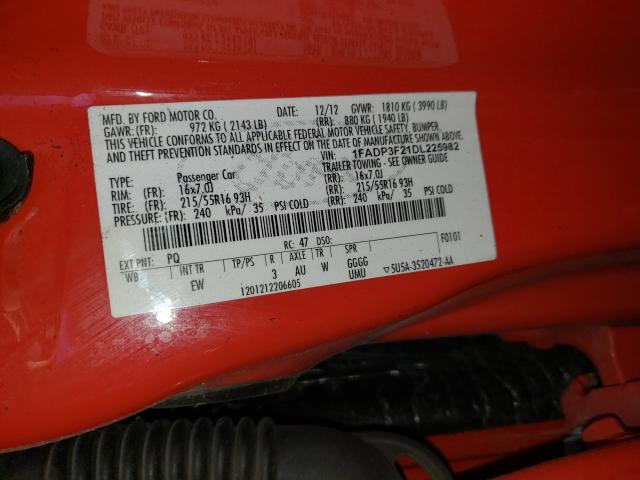 MFD. BY FORD MOTOR CO. DATE: 12/12 GVWR: 1810 KG ( 3990 LB)
GAWR: (FR): 972 KG ( 2143 LB) (RR): 880 KG ( 1940 LB)
THIS VEHICLE CONFORMS TO ALL APPLICABLE FEDERAL MOTOR VEHICLE SAFETY, BUMPER,
AND THEFT PREVENTION STANDARDS IN EFFECT ON THE DATE OF MANUFACTURE SHOWN ABOVE.
VIN: 1FADP3F21DL225982
TYPE: Passenger Car TRAILER TOWING - SEE OWNER GUIDE
RIM: (FR): 16x7.0J (RR): 16x7.0J
TIRE: (FR): 215/55R16 93H (RR): 215/55R16 93H
PRESSURE: (FR): 240 kPa/ 35 PSI COLD (RR): 240 kPa/ 35 PSI COLD
EXT PNT: PQ RC: 47 DSO: F0101
WB INT TR TP/PS R AXLE TR SPR
EW 3 AU W GGGG
UMU
1201212206605 5U5A-3520472-AA